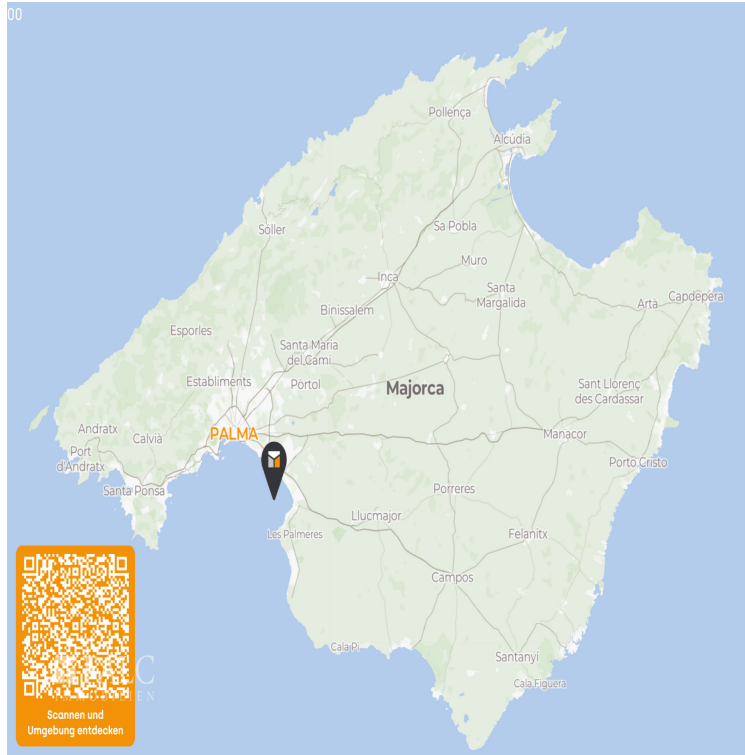 00
Pollença
Alcúdia
Sóller
Sa Pobla
Muro
Inca
Santa
Margalida
Artà
Capdepera
Binissalem
Esporles
Santa Maria
del Camí
Establiments
Pòrtol
Majorca
Sant Llorenç
des Cardassar
Andratx
Calvià
PALMA
Manacor
Port
d'Andratx
Porto Cristo
Santa Ponsa
Porreres
Llucmajor
Les Palmeres
Felanitx
Campos
Cala Pi
Santanyí
Cala Figuera
IMMOBILIEN
Scannen und
Umgebung entdecken